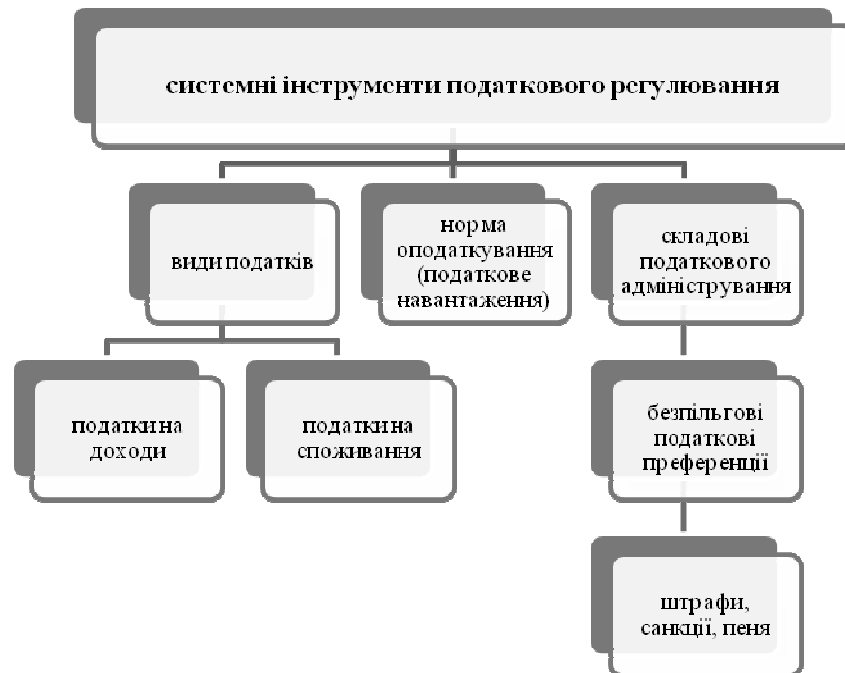 системні інструменти податкового регулювання
види податків
норма
оподаткування
(податкове
навантаження)
складові
податкового
адміністрування
податки на
доходи
податки на
споживання
безпільгові
податкові
преференції
штрафи,
санкції, пеня